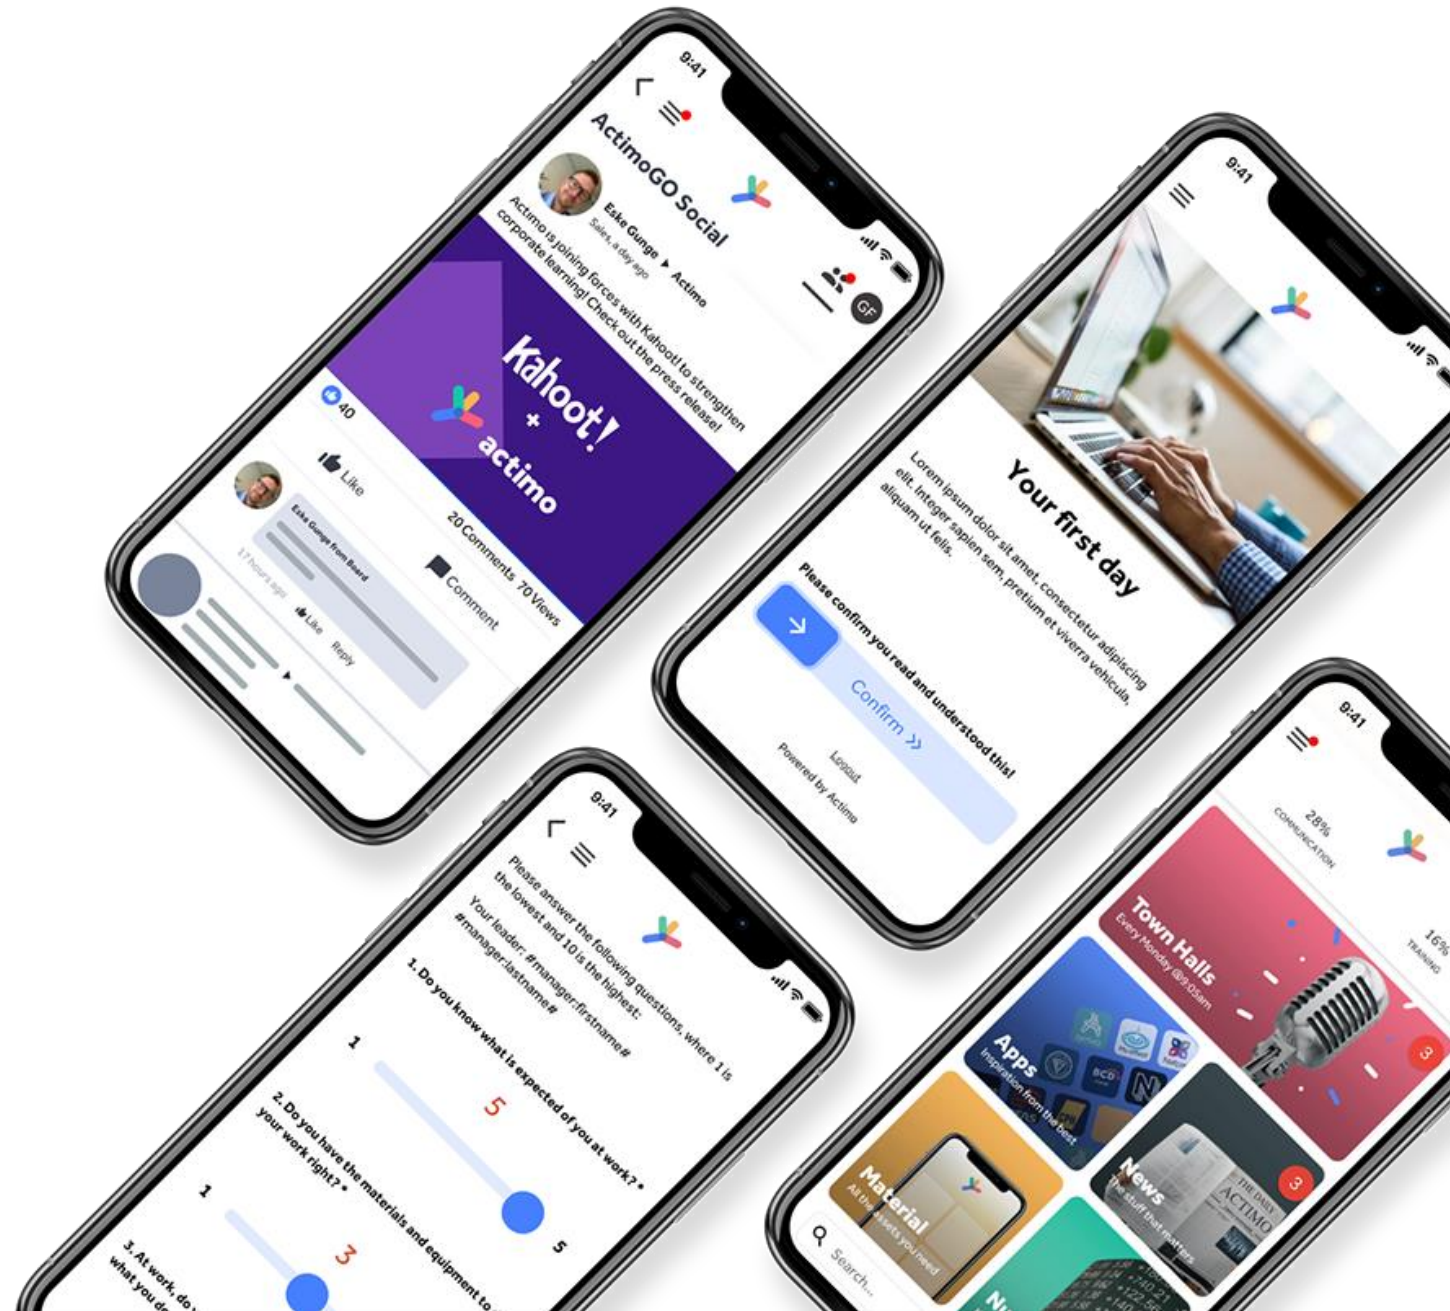 9:41
ActimoGO Social
GF
Eske Gunge ▸ Actimo
Sales, a day ago
Actimo is joining forces with Kahoot! to strengthen
corporate learning! Check out the press release!
Kahoot!
+
actimo
40
20 Comments 70 Views
Like
Comment
Eske Gunge from Board
17 hours ago
Like
Reply
9:41
Your first day
Lorem ipsum dolor sit amet, consectetur adipiscing
elit. Integer sapien sem, pretium et viverra vehicula,
aliquam ut felis.
Please confirm you read and understood this!
Confirm >>
Logout
Powered by Actimo
9:41
Please answer the following questions, where 1 is
the lowest and 10 is the highest:
Your leader: #manager:firstname#
#manager:lastname#
1. Do you know what is expected of you at work? *
5
1
5
2. Do you have the materials and equipment to
your work right? *
3
1
3. At work, do
what you do
9:41
28%
COMMUNICATION
16%
TRAINING
Town Halls
Every Monday @9:05am
3
Apps
Inspiration from the best
BCD
N
News
The stuff that matters
THE DAILY
ACTIMO
3
Material
All the assets you need
Search...